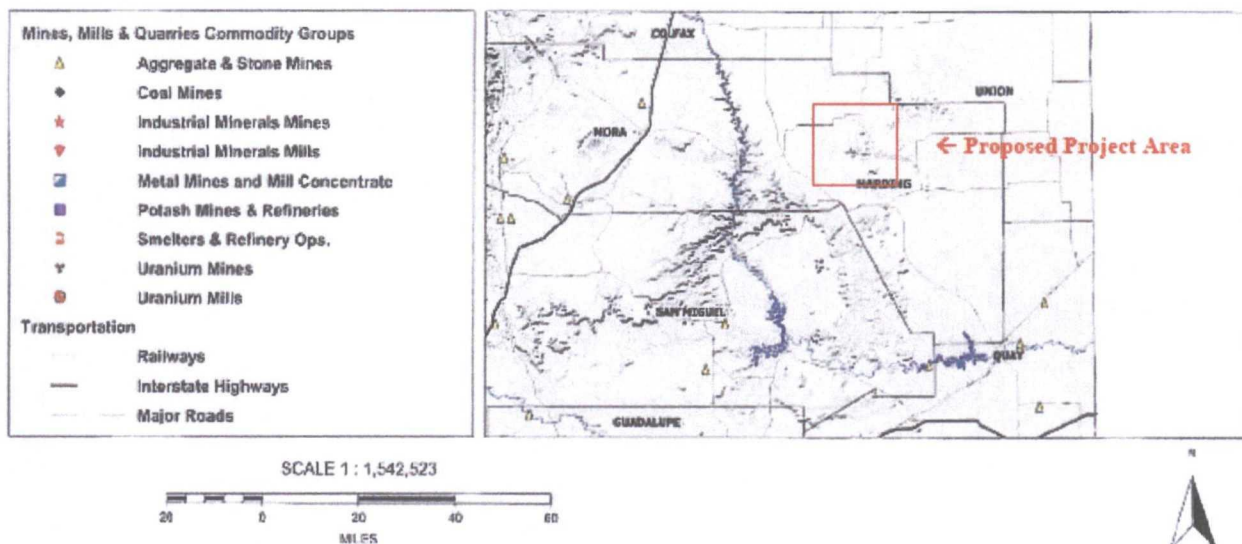 Mines, Mills & Quarries Commodity Groups
Aggregate & Stone Mines
Coal Mines
Industrial Minerals Mines
Industrial Minerals Mills
Metal Mines and Mill Concentrate
Potash Mines & Refineries
Smelters & Refinery Ops.
Uranium Mines
Uranium Mills
Transportation
Railways
Interstate Highways
Major Roads
COLFAX
UNION
MORA
← Proposed Project Area
HARDING
SAN MIGUEL
QUAY
GUADALUPE
SCALE 1 : 1,542,523
20 0 20 40 60
MILES
N